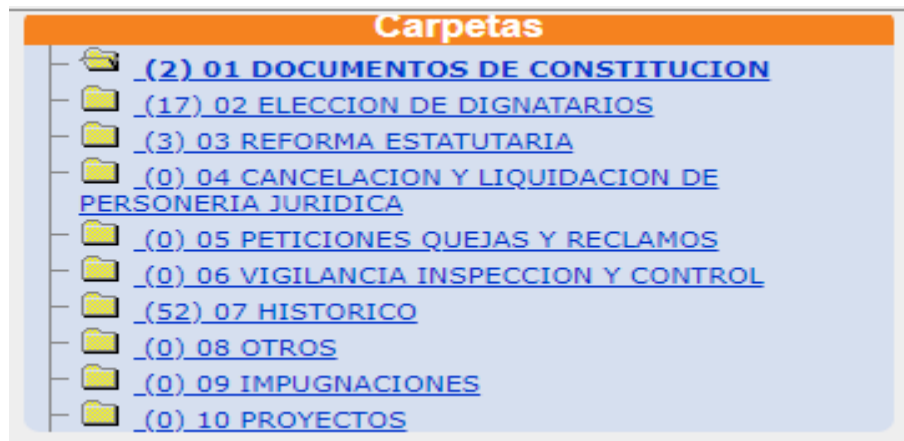 Carpetas
(2) 01 DOCUMENTOS DE CONSTITUCION
(17) 02 ELECCION DE DIGNATARIOS
(3) 03 REFORMA ESTATUTARIA
(0) 04 CANCELACION Y LIQUIDACION DE
PERSONERIA JURIDICA
(0) 05 PETICIONES QUEJAS Y RECLAMOS
(0) 06 VIGILANCIA INSPECCION Y CONTROL
(52) 07 HISTORICO
(0) 08 OTROS
(0) 09 IMPUGNACIONES
(0) 10 PROYECTOS